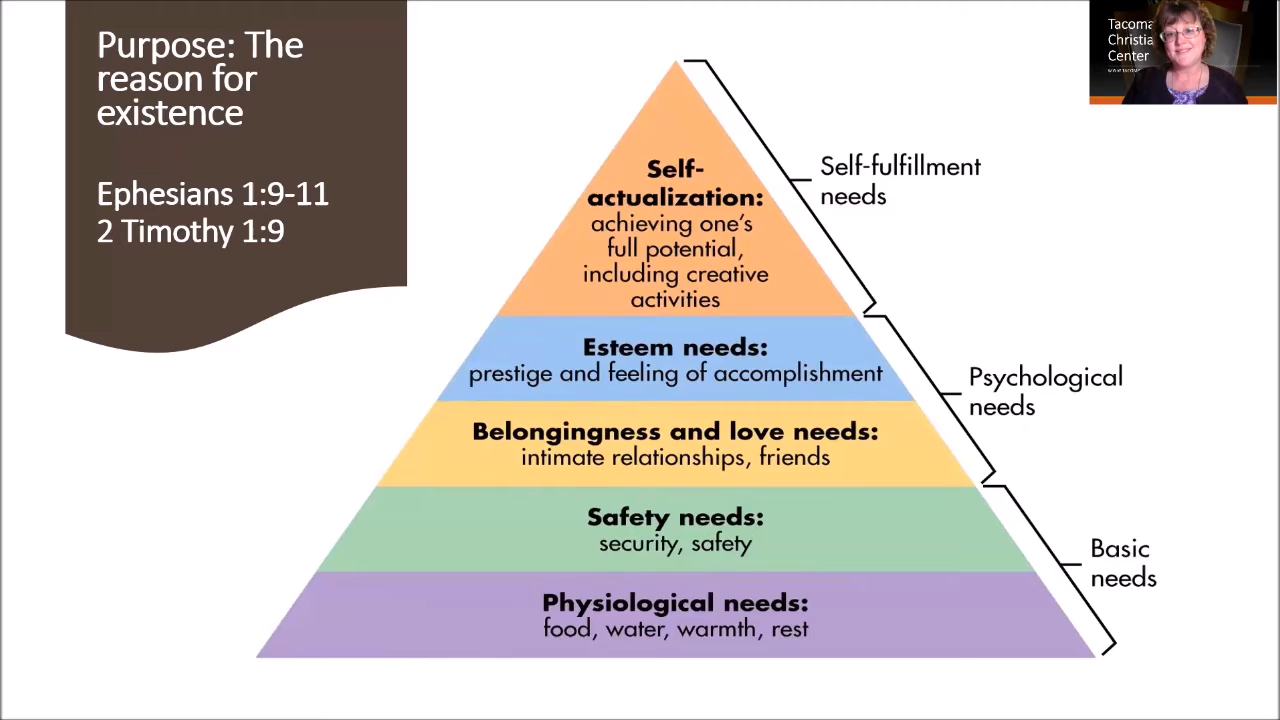 Purpose: The
reason for
existence
Ephesians 1:9-11
2 Timothy 1:9
Self-
actualization:
achieving one's
full potential,
including creative
activities
Esteem needs:
prestige and feeling of accomplishment
Belongingness and love needs:
intimate relationships, friends
Safety needs:
security, safety
Physiological needs:
food, water, warmth, rest
Self-fulfillment
needs
Psychological
needs
Basic
needs
Tacoma
Christia
Center